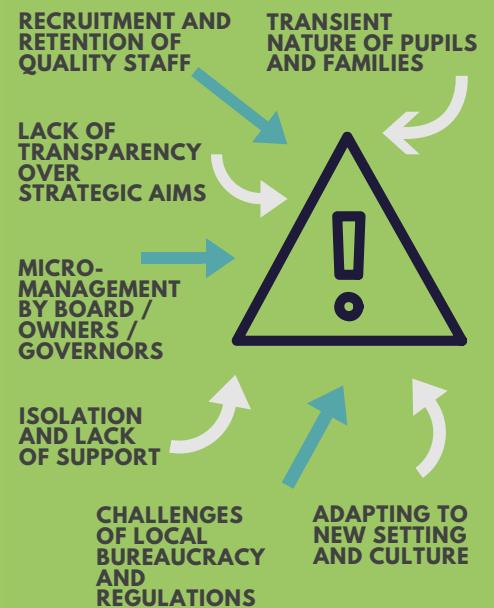 RECRUITMENT AND
RETENTION OF
QUALITY STAFF
TRANSIENT
NATURE OF PUPILS
AND FAMILIES
LACK OF
TRANSPARENCY
OVER
STRATEGIC AIMS
MICRO-
MANAGEMENT
BY BOARD /
OWNERS /
GOVERNORS
ISOLATION
AND LACK
OF SUPPORT
CHALLENGES
OF LOCAL
BUREAUCRACY
AND
REGULATIONS
ADAPTING TO
NEW SETTING
AND CULTURE